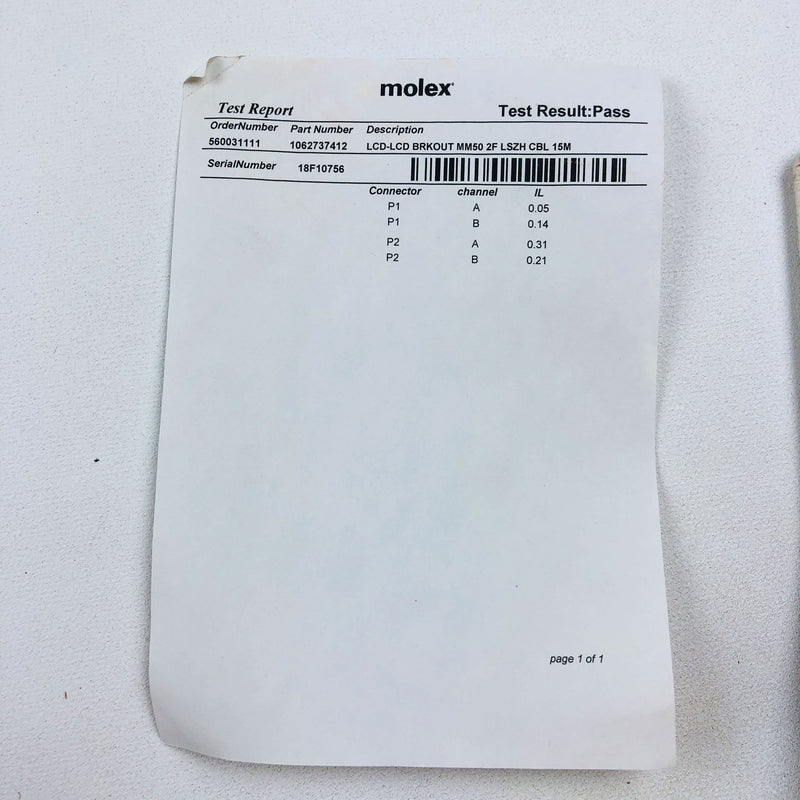 molex
Test Report Test Result:Pass
OrderNumber Part Number Description
560031111 1062737412 LCD-LCD BRKOUT MM50 2F LSZH CBL 15M
SerialNumber 18F10756
Connector channel IL
P1 A 0.05
P1 B 0.14
P2 A 0.31
P2 B 0.21
page 1 of 1